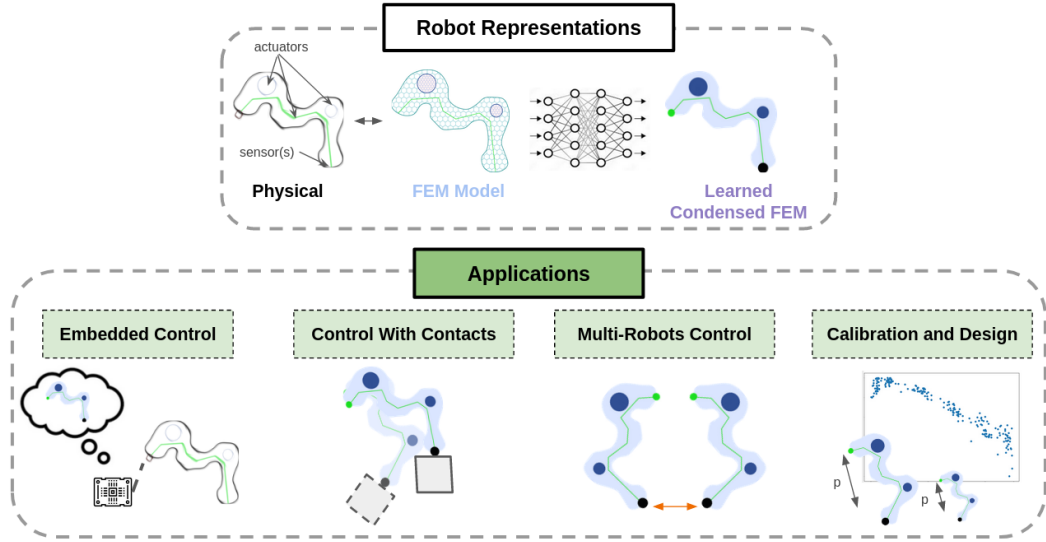 Robot Representations
actuators
sensor(s)
Physical
FEM Model
Learned
Condensed FEM
Applications
Embedded Control
Control With Contacts
Multi-Robots Control
Calibration and Design
p
p